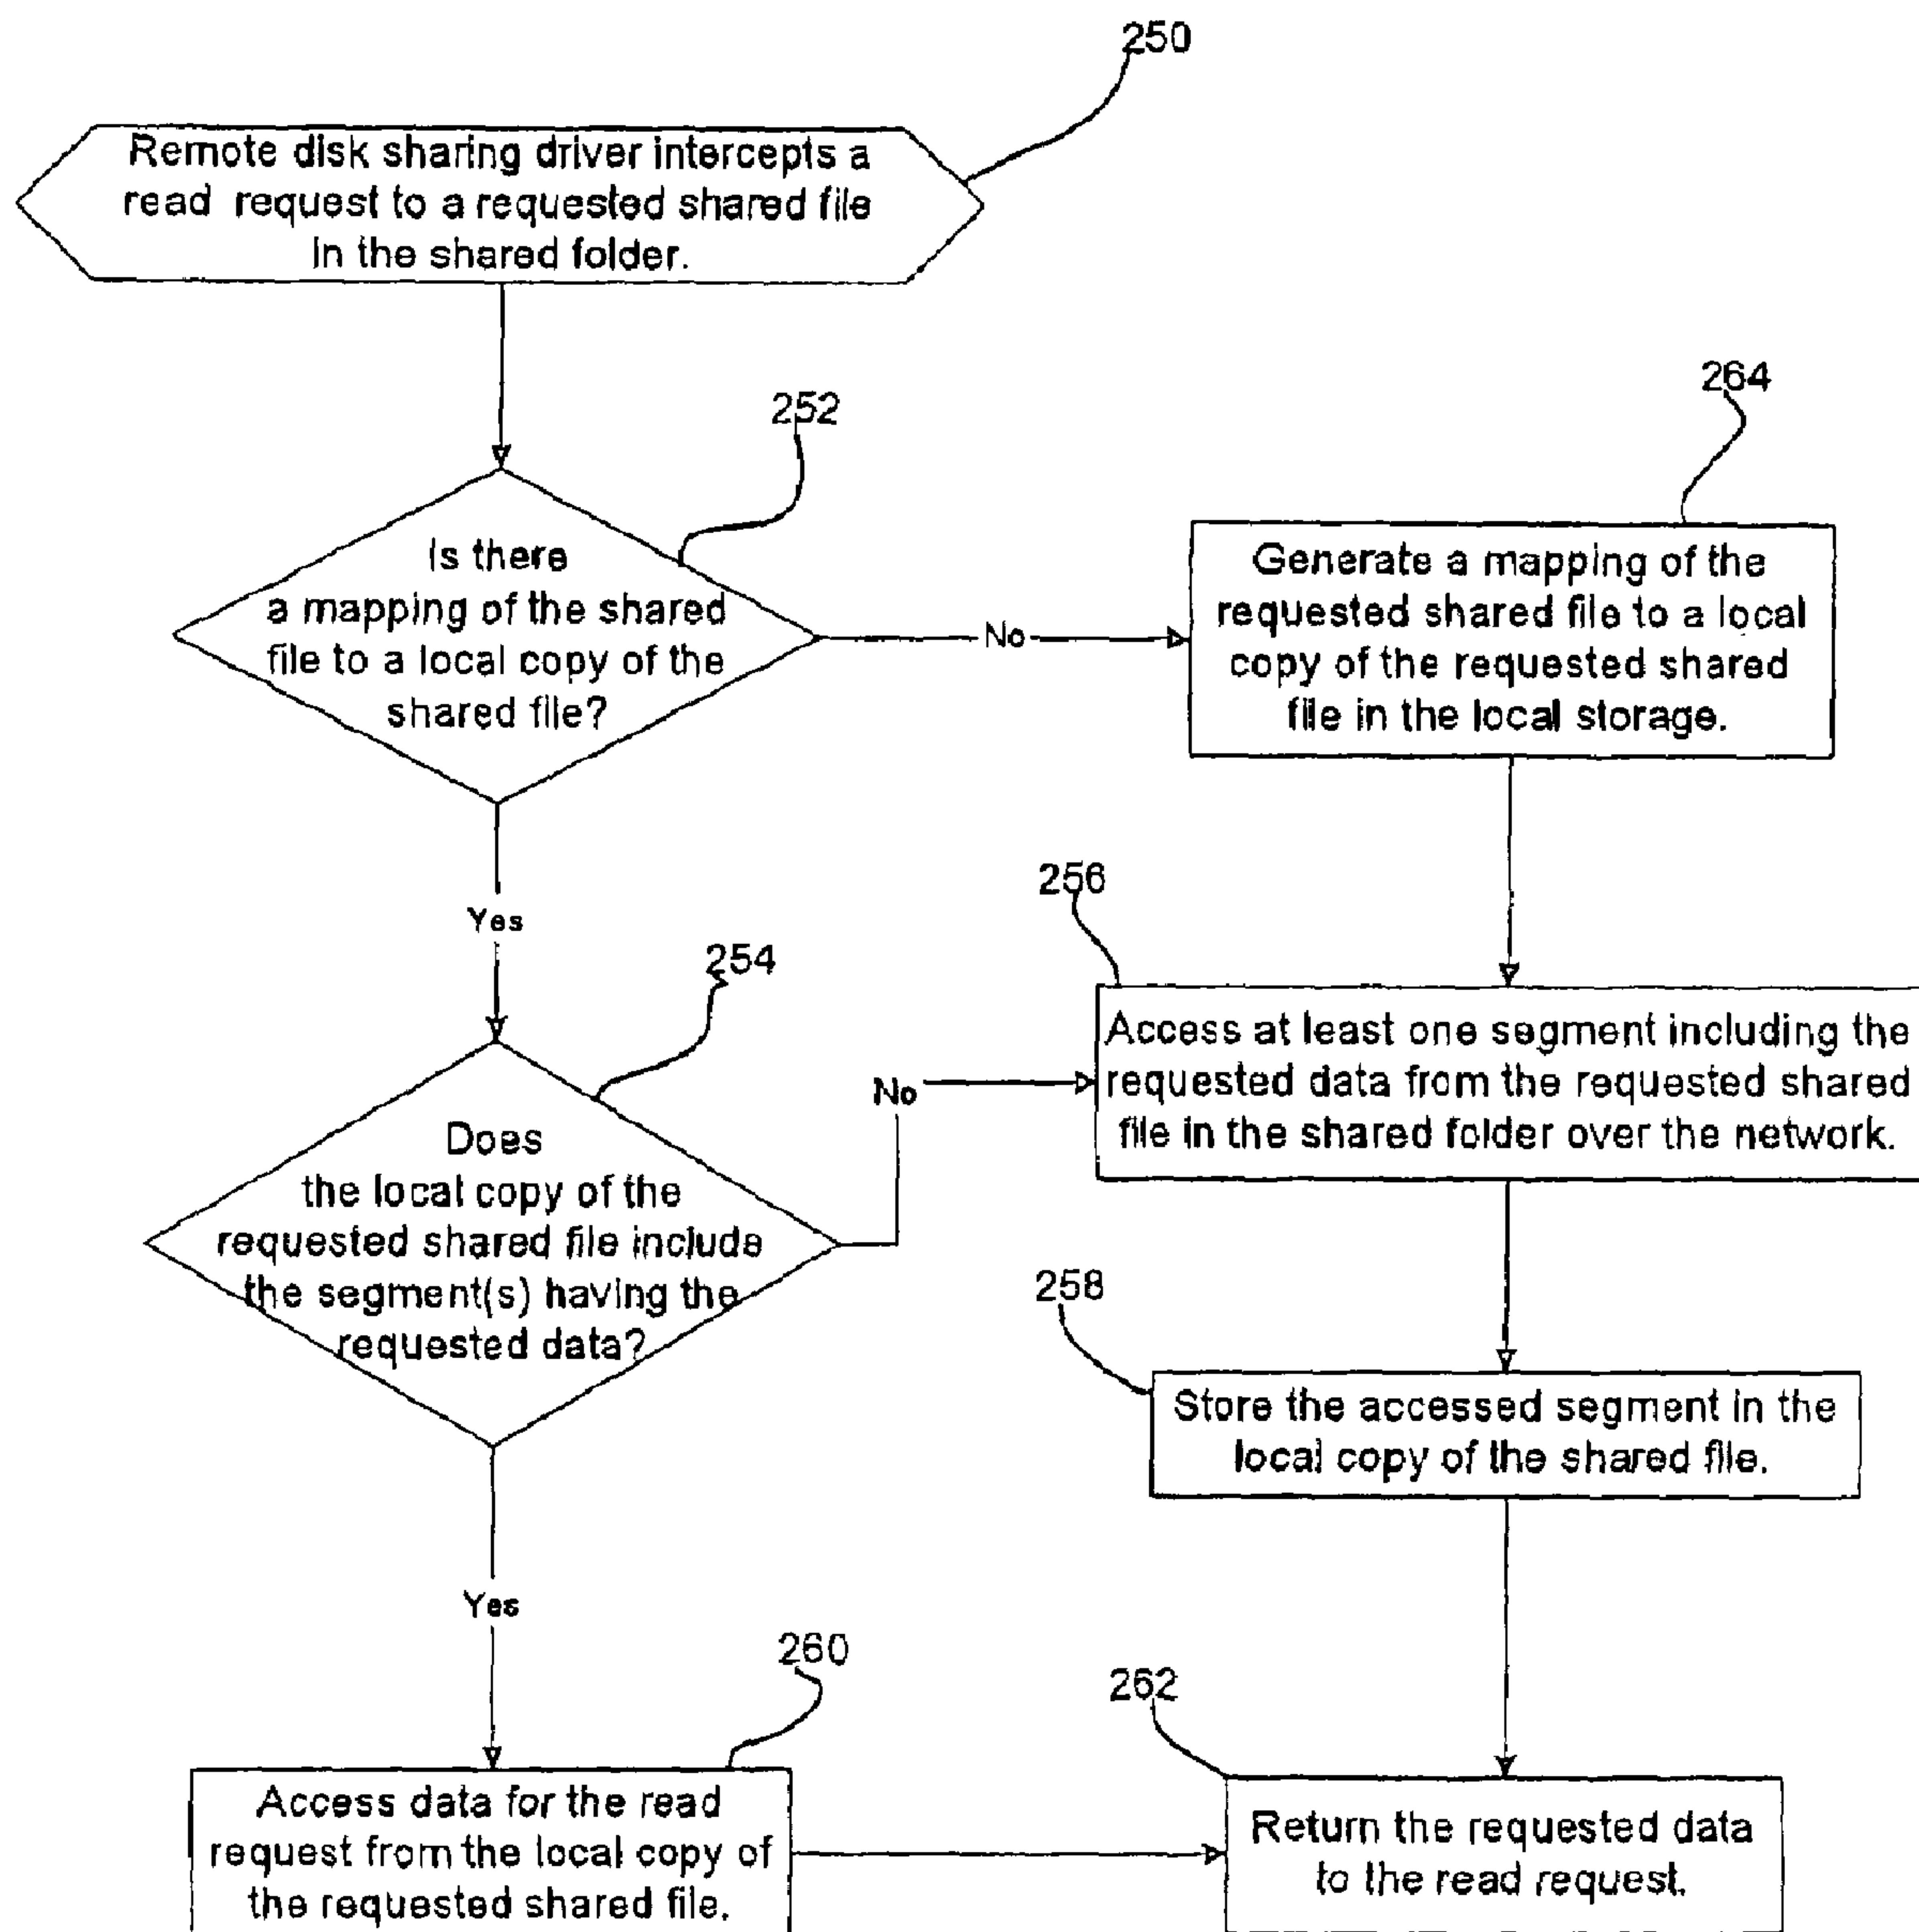 250
Remote disk sharing driver intercepts a
read request to a requested shared file
in the shared folder.
252
Is there
a mapping of the shared
file to a local copy of the
shared file?
No
264
Generate a mapping of the
requested shared file to a local
copy of the requested shared
file in the local storage.
Yes
254
Does
the local copy of the
requested shared file include
the segment(s) having the
requested data?
No
256
Access at least one segment including the
requested data from the requested shared
file in the shared folder over the network.
258
Store the accessed segment in the
local copy of the shared file.
Yes
260
Access data for the read
request from the local copy of
the requested shared file.
262
Return the requested data
to the read request.